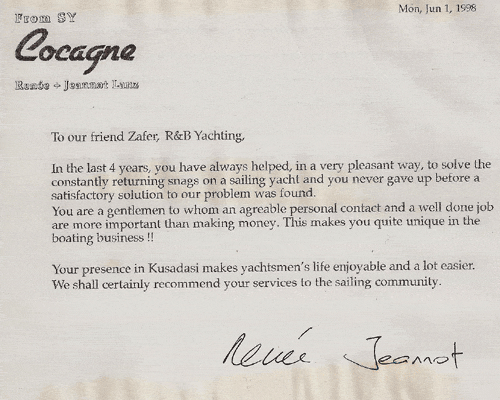 Mon, Jun 1, 1998
From SY
Cocagne
Renée + Jeannot Lanz
To our friend Zafer, R&B Yachting,
In the last 4 years, you have always helped, in a very pleasant way, to solve the
constantly returning snags on a sailing yacht and you never gave up before a
satisfactory solution to our problem was found.
You are a gentlemen to whom an agreable personal contact and a well done job
are more important than making money. This makes you quite unique in the
boating business !!
Your presence in Kusadasi makes yachtsmen's life enjoyable and a lot easier.
We shall certainly recommend your services to the sailing community.
Renée Jeannot